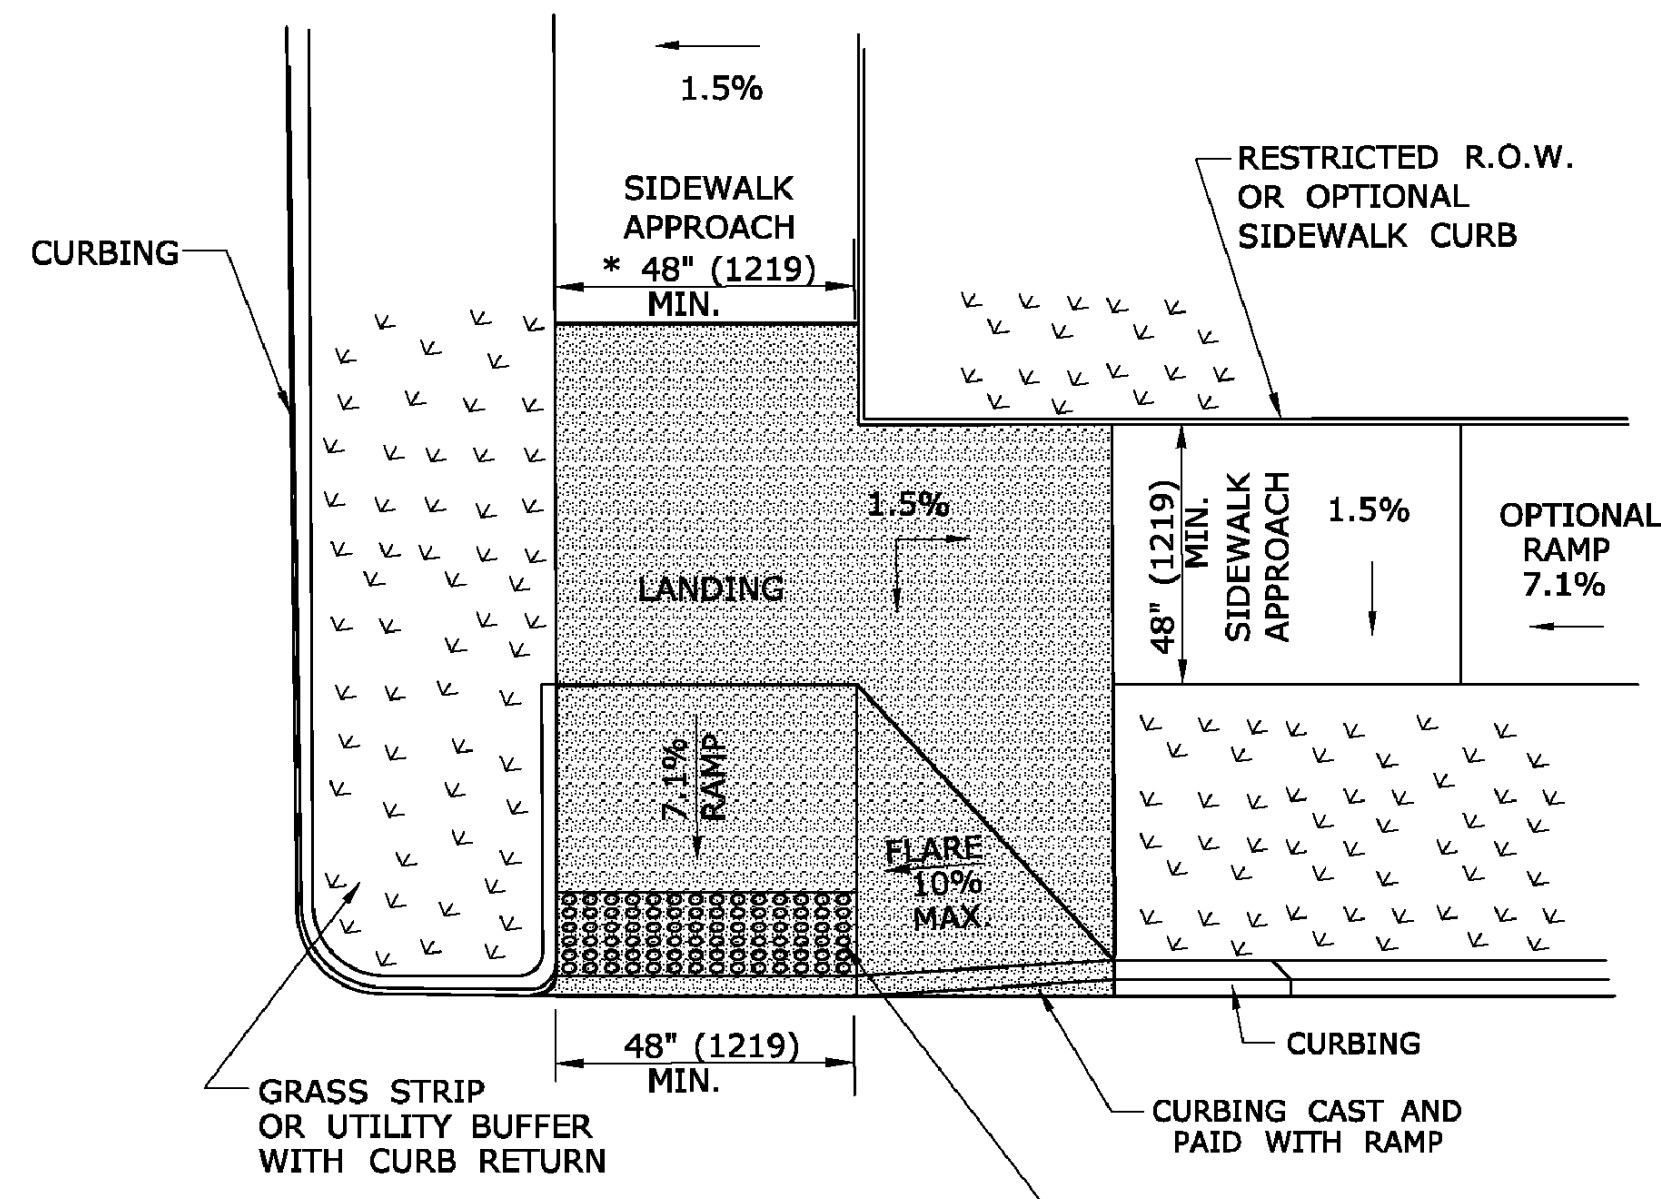 1.5%
SIDEWALK
APPROACH
* 48" (1219)
MIN.
RESTRICTED R.O.W.
OR OPTIONAL
SIDEWALK CURB
CURBING
1.5%
LANDING
48" (1219)
MIN.
SIDEWALK
APPROACH
1.5%
OPTIONAL
RAMP
7.1%
7.1%
RAMP
FLARE
10%
MAX.
48" (1219)
MIN.
CURBING
GRASS STRIP
OR UTILITY BUFFER
WITH CURB RETURN
CURBING CAST AND
PAID WITH RAMP